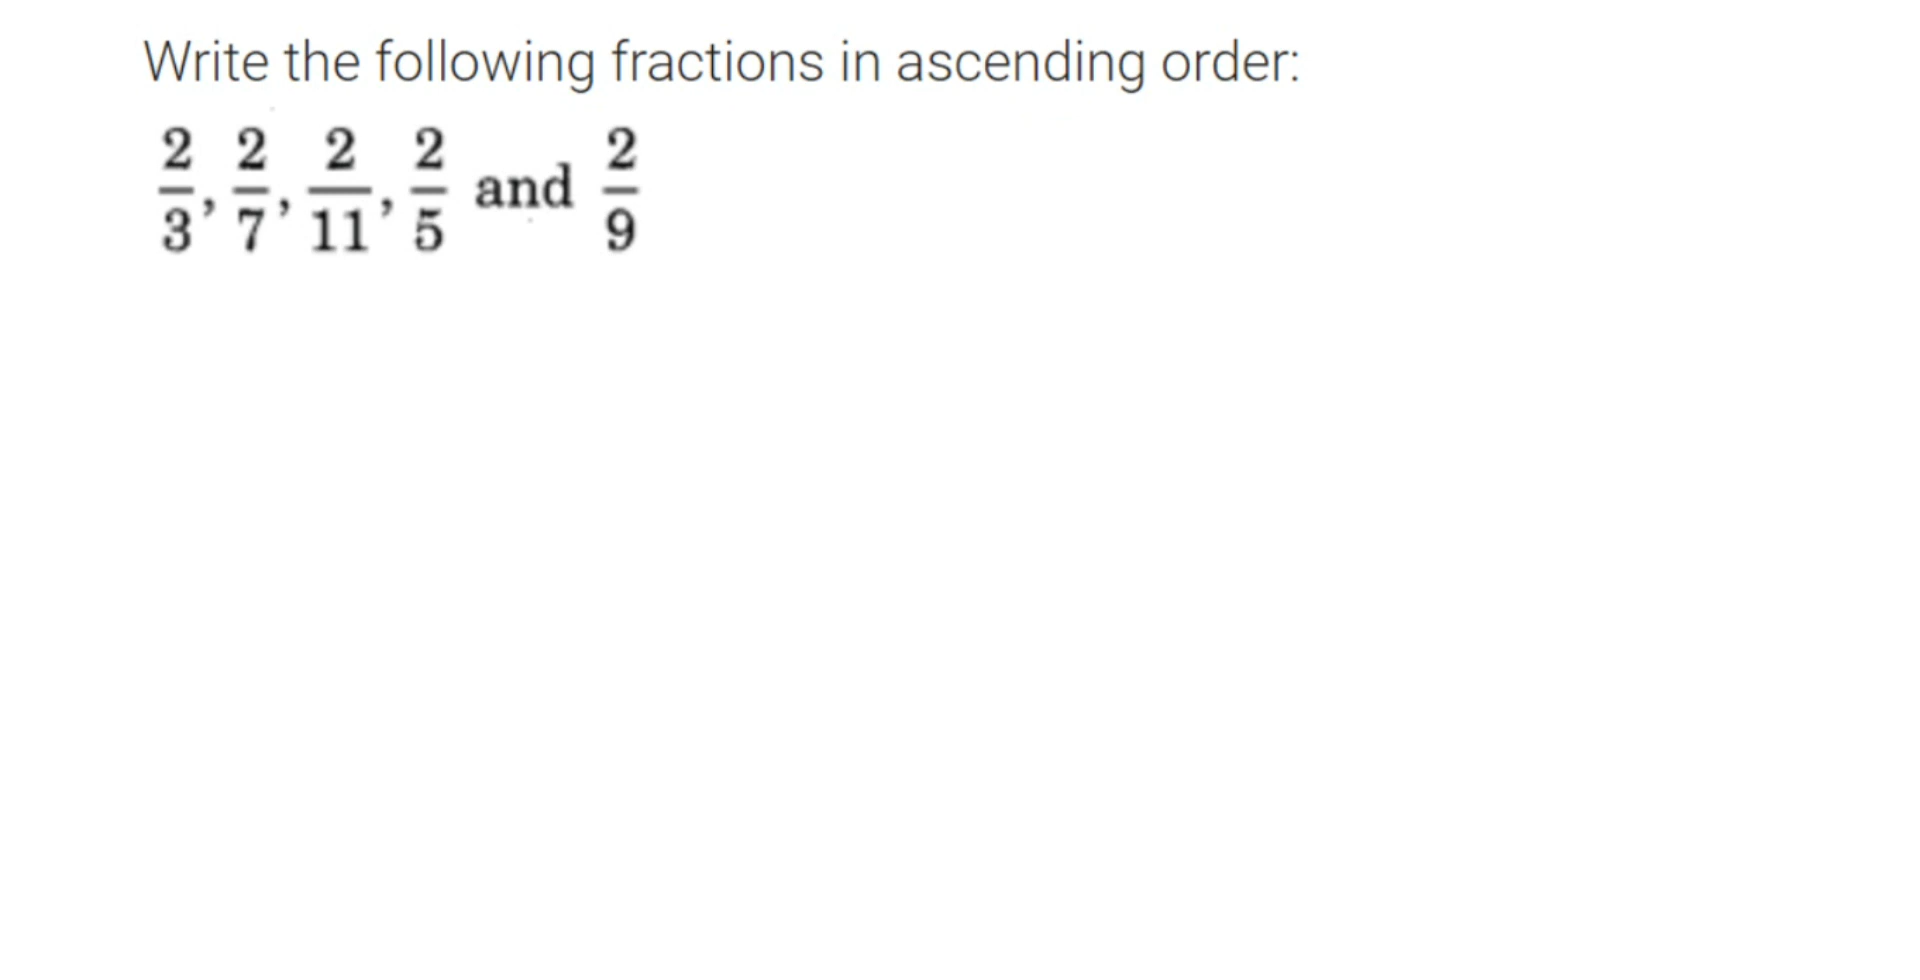 Write the following fractions in ascending order:
2/3, 2/7, 2/11, 2/5 and 2/9